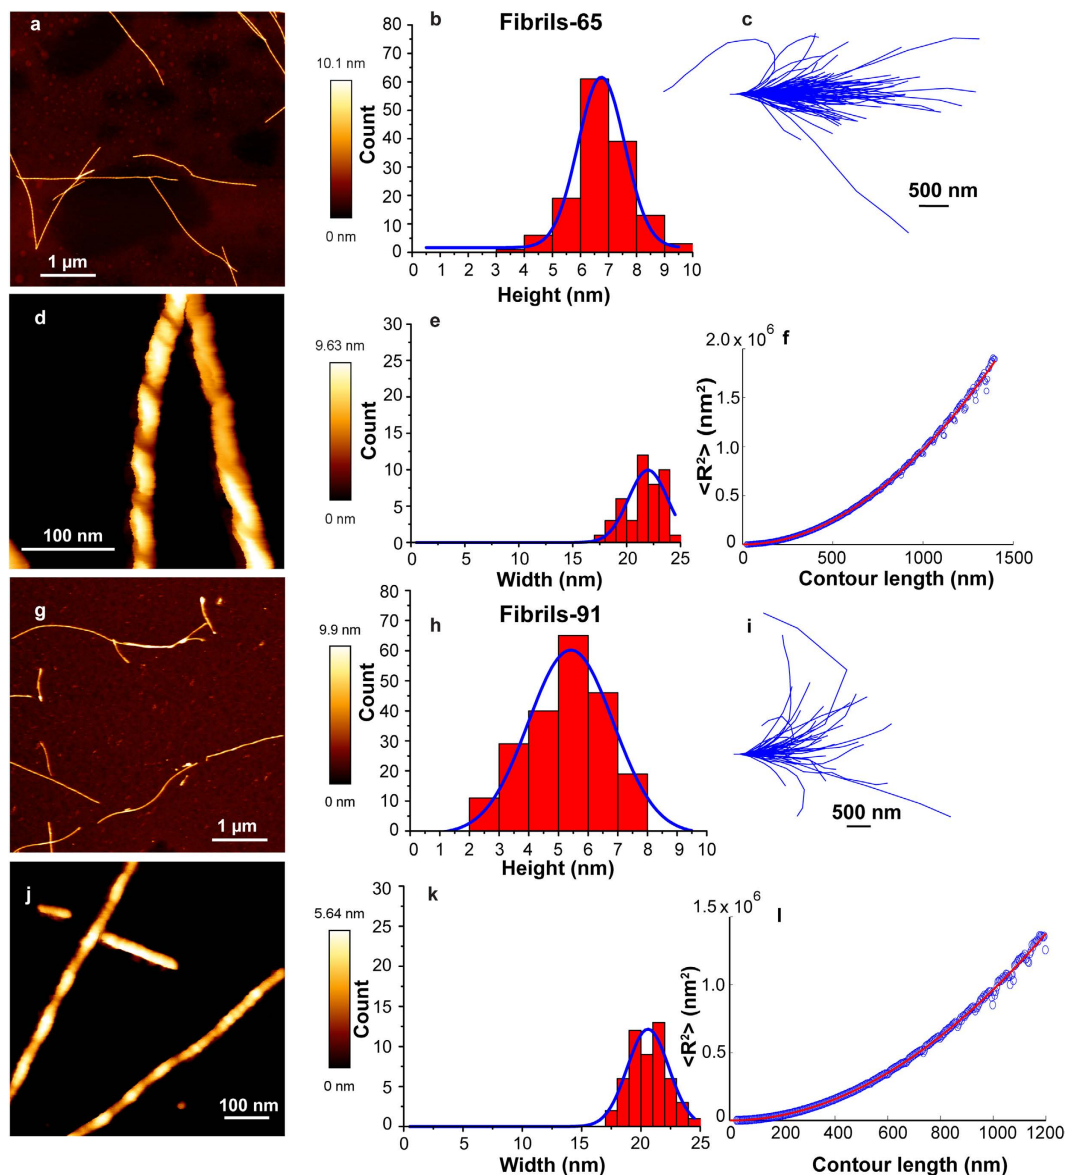 a
10.1 nm
0 nm
1 µm
b
Fibrils-65
80
70
60
50
40
30
20
10
0
Count
0 1 2 3 4 5 6 7 8 9 10
Height (nm)
c
500 nm
d
9.63 nm
0 nm
100 nm
e
30
25
20
15
10
5
0
Count
0 5 10 15 20 25
Width (nm)
f
2.0 x 10⁶
1.5
1.0
0.5
0
<R²> (nm²)
0 500 1000 1500
Contour length (nm)
g
9.9 nm
0 nm
1 µm
h
Fibrils-91
80
70
60
50
40
30
20
10
0
Count
0 1 2 3 4 5 6 7 8 9 10
Height (nm)
i
500 nm
j
5.64 nm
0 nm
100 nm
k
30
25
20
15
10
5
0
Count
0 5 10 15 20 25
Width (nm)
l
1.5 x 10⁶
1.0
0.5
0
<R²> (nm²)
0 200 400 600 800 1000 1200
Contour length (nm)